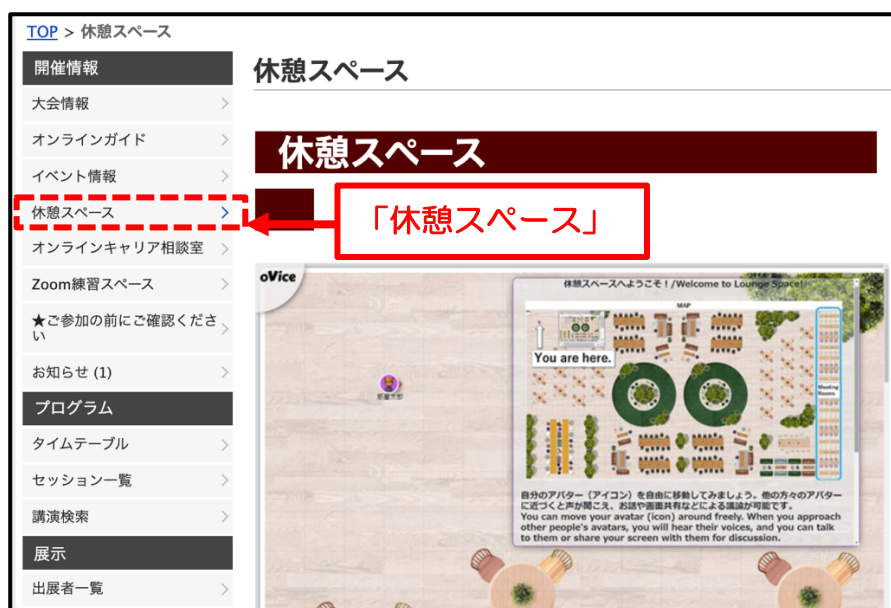 TOP > 休憩スペース
開催情報
大会情報
オンラインガイド
イベント情報
休憩スペース
オンラインキャリア相談室
Zoom練習スペース
★ご参加の前にご確認くださ
い
お知らせ (1)
プログラム
タイムテーブル
セッション一覧
講演検索
展示
出展者一覧
休憩スペース
休憩スペース
「休憩スペース」
oVice
休憩スペースへようこそ！/Welcome to Lounge Space!
MAP
You are here.
Meeting
Rooms
自分のアバター（アイコン）を自由に移動してみましょう。他の方々のアバター
に近づくと声が聞こえ、お話や画面共有などによる議論が可能です。
You can move your avatar (icon) around freely. When you approach
other people's avatars, you will hear their voices, and you can talk
to them or share your screen with them for discussion.